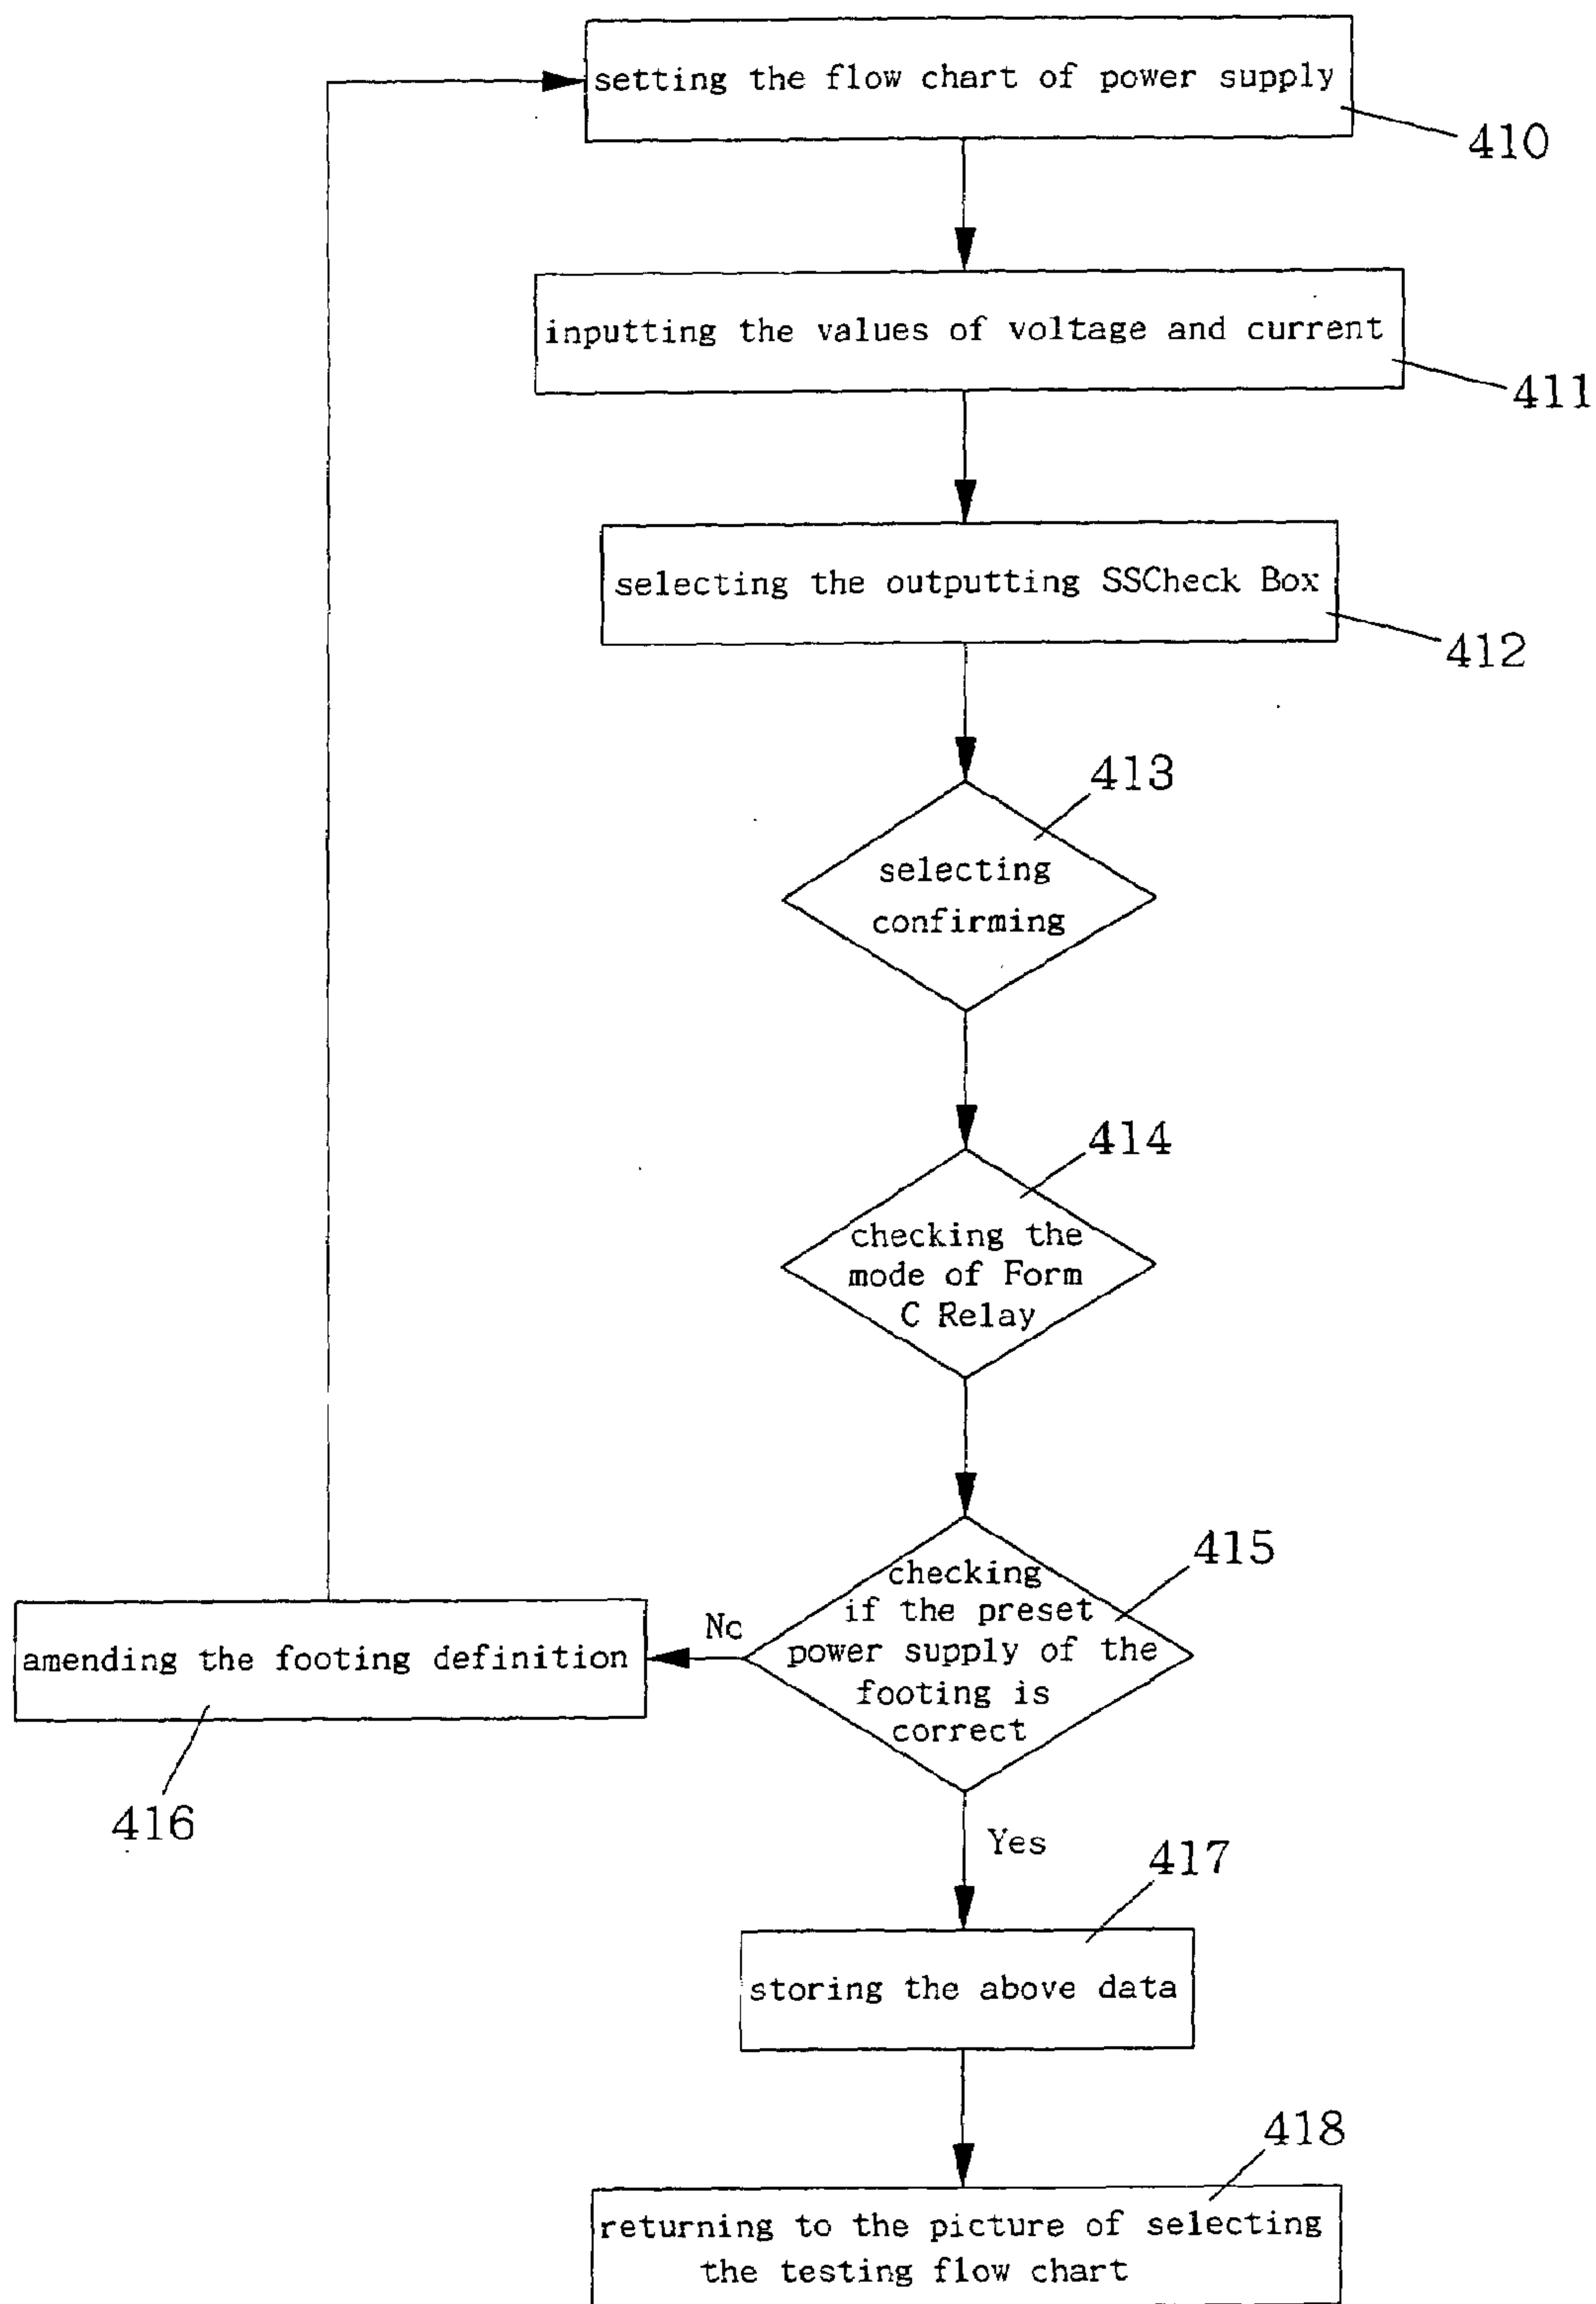 setting the flow chart of power supply
410
inputting the values of voltage and current
411
selecting the outputting SSCheck Box
412
413
selecting
confirming
414
checking the
mode of Form
C Relay
415
checking
if the preset
power supply of the
footing is
correct
No
amending the footing definition
416
Yes
417
storing the above data
418
returning to the picture of selecting
the testing flow chart